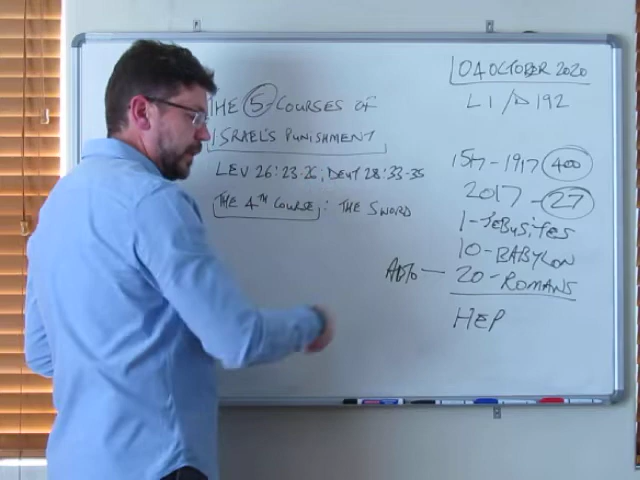 THE 5 COURSES OF
ISRAEL'S PUNISHMENT
LEV 26:23-26; DEUT 28:33-35
THE 4TH COURSE: THE SWORD
04 OCTOBER 2020
L1/D192
1517-1917 400
2017-27
1-JEBUSITES
10-BABYLON
AD70 - 20-ROMANS
HEP